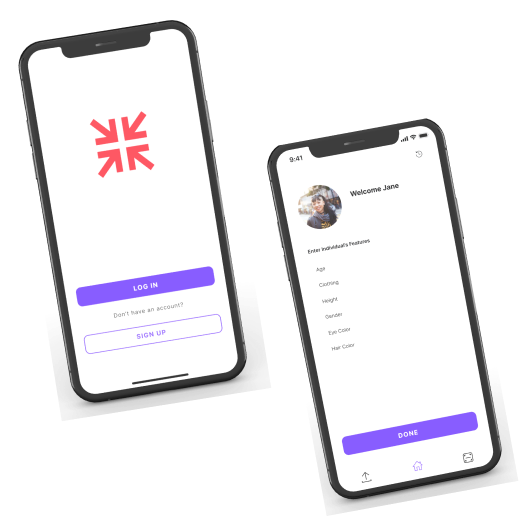 LOG IN
Don't have an account?
SIGN UP
9:41
Welcome Jane
Enter Individual's Features
Age
Clothing
Height
Gender
Eye Color
Hair Color
DONE